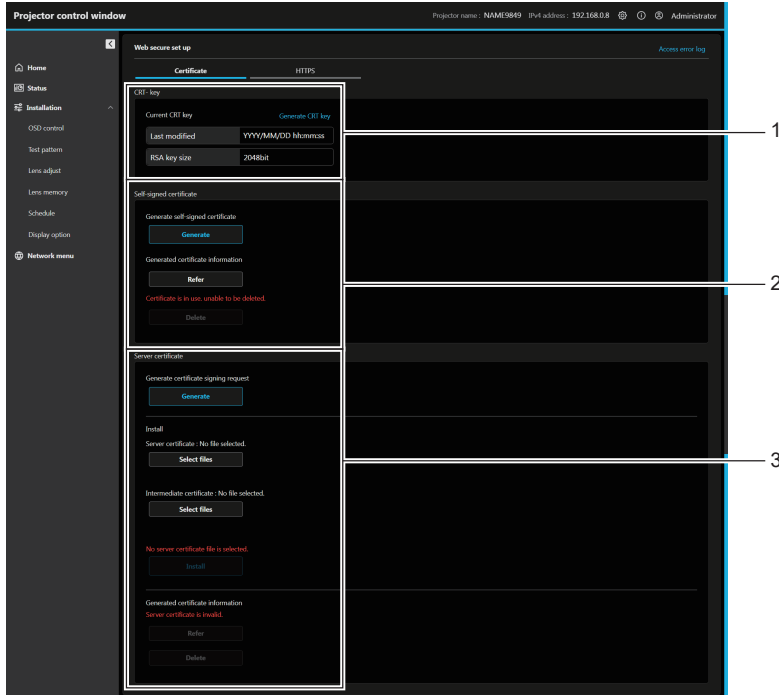 Projector control window
Projector name : NAME9849 IPv4 address : 192.168.0.8 Administrator
Home
Status
Installation
OSD control
Test pattern
Lens adjust
Lens memory
Schedule
Display option
Network menu
Web secure set up
Access error log
Certificate HTTPS
CRT- key
Current CRT key Generate CRT key
Last modified YYYY/MM/DD hh:mm:ss
RSA key size 2048bit
1
Self-signed certificate
Generate self-signed certificate
Generate
Generated certificate information
Refer
Certificate is in use. unable to be deleted.
Delete
2
Server certificate
Generate certificate signing request
Generate
Install
Server certificate : No file selected.
Select files
Intermediate certificate : No file selected.
Select files
No server certificate file is selected.
Install
Generated certificate information
Server certificate is invalid.
Refer
Delete
3